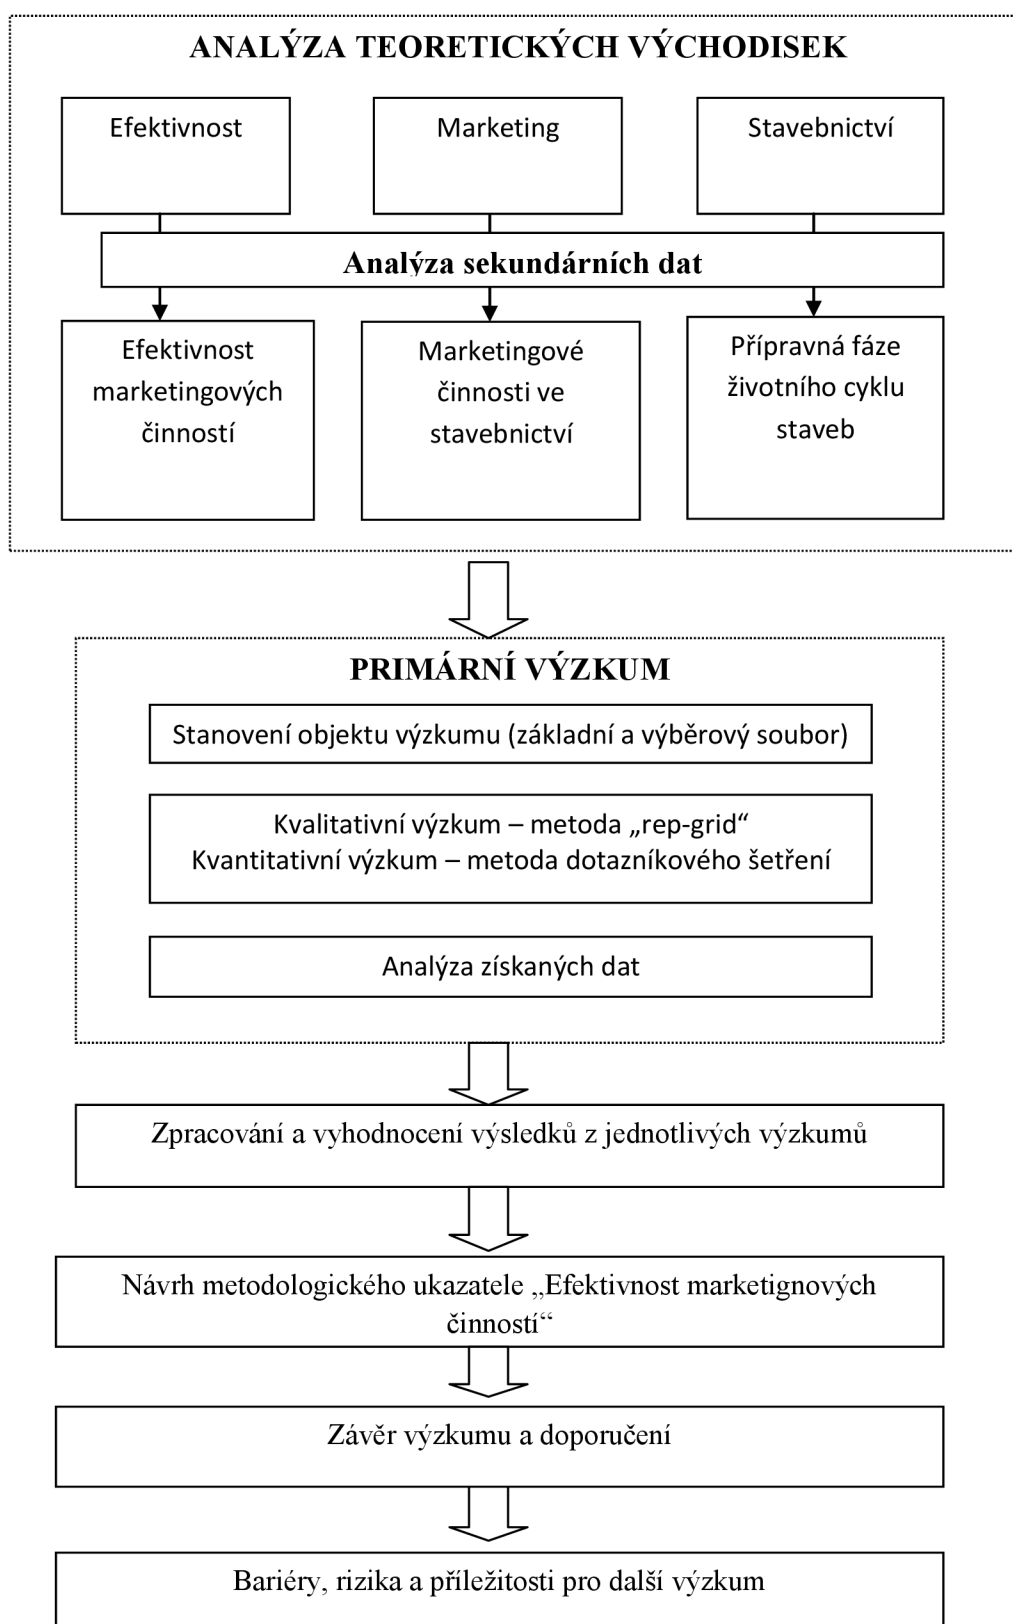 ANALÝZA TEORETICKÝCH VÝCHODISEK
Efektivnost
Marketing
Stavebnictví
Analýza sekundárních dat
Efektivnost
marketingových
činností
Marketingové
činnosti ve
stavebnictví
Přípravná fáze
životního cyklu
staveb
PRIMÁRNÍ VÝZKUM
Stanovení objektu výzkumu (základní a výběrový soubor)
Kvalitativní výzkum – metoda „rep-grid“
Kvantitativní výzkum – metoda dotazníkového šetření
Analýza získaných dat
Zpracování a vyhodnocení výsledků z jednotlivých výzkumů
Návrh metodologického ukazatele „Efektivnost marketignových
činností“
Závěr výzkumu a doporučení
Bariéry, rizika a příležitosti pro další výzkum